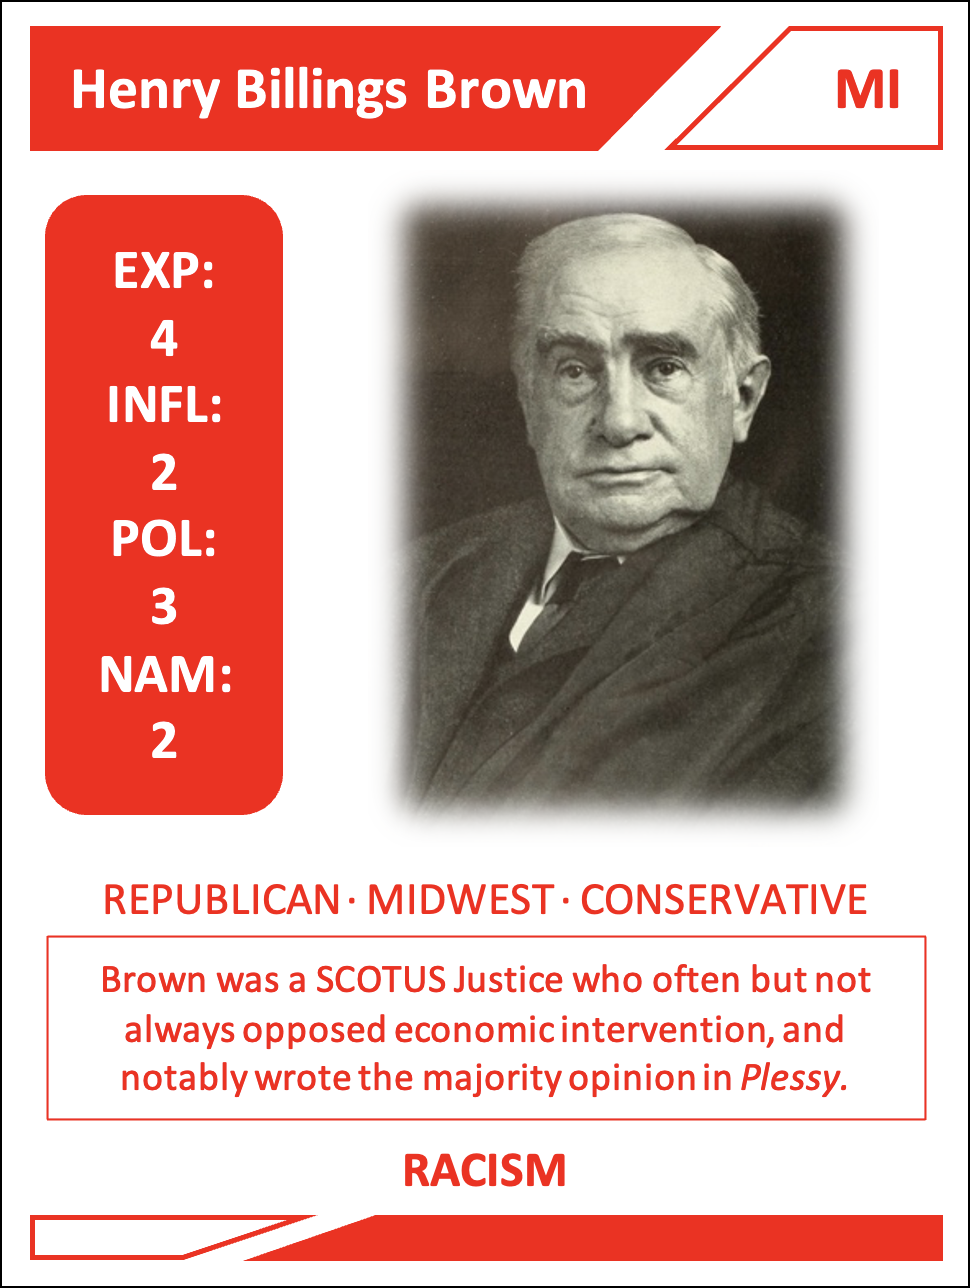 Henry Billings Brown
MI
EXP:
4
INFL:
2
POL:
3
NAM:
2
REPUBLICAN · MIDWEST · CONSERVATIVE
Brown was a SCOTUS Justice who often but not
always opposed economic intervention, and
notably wrote the majority opinion in Plessy.
RACISM